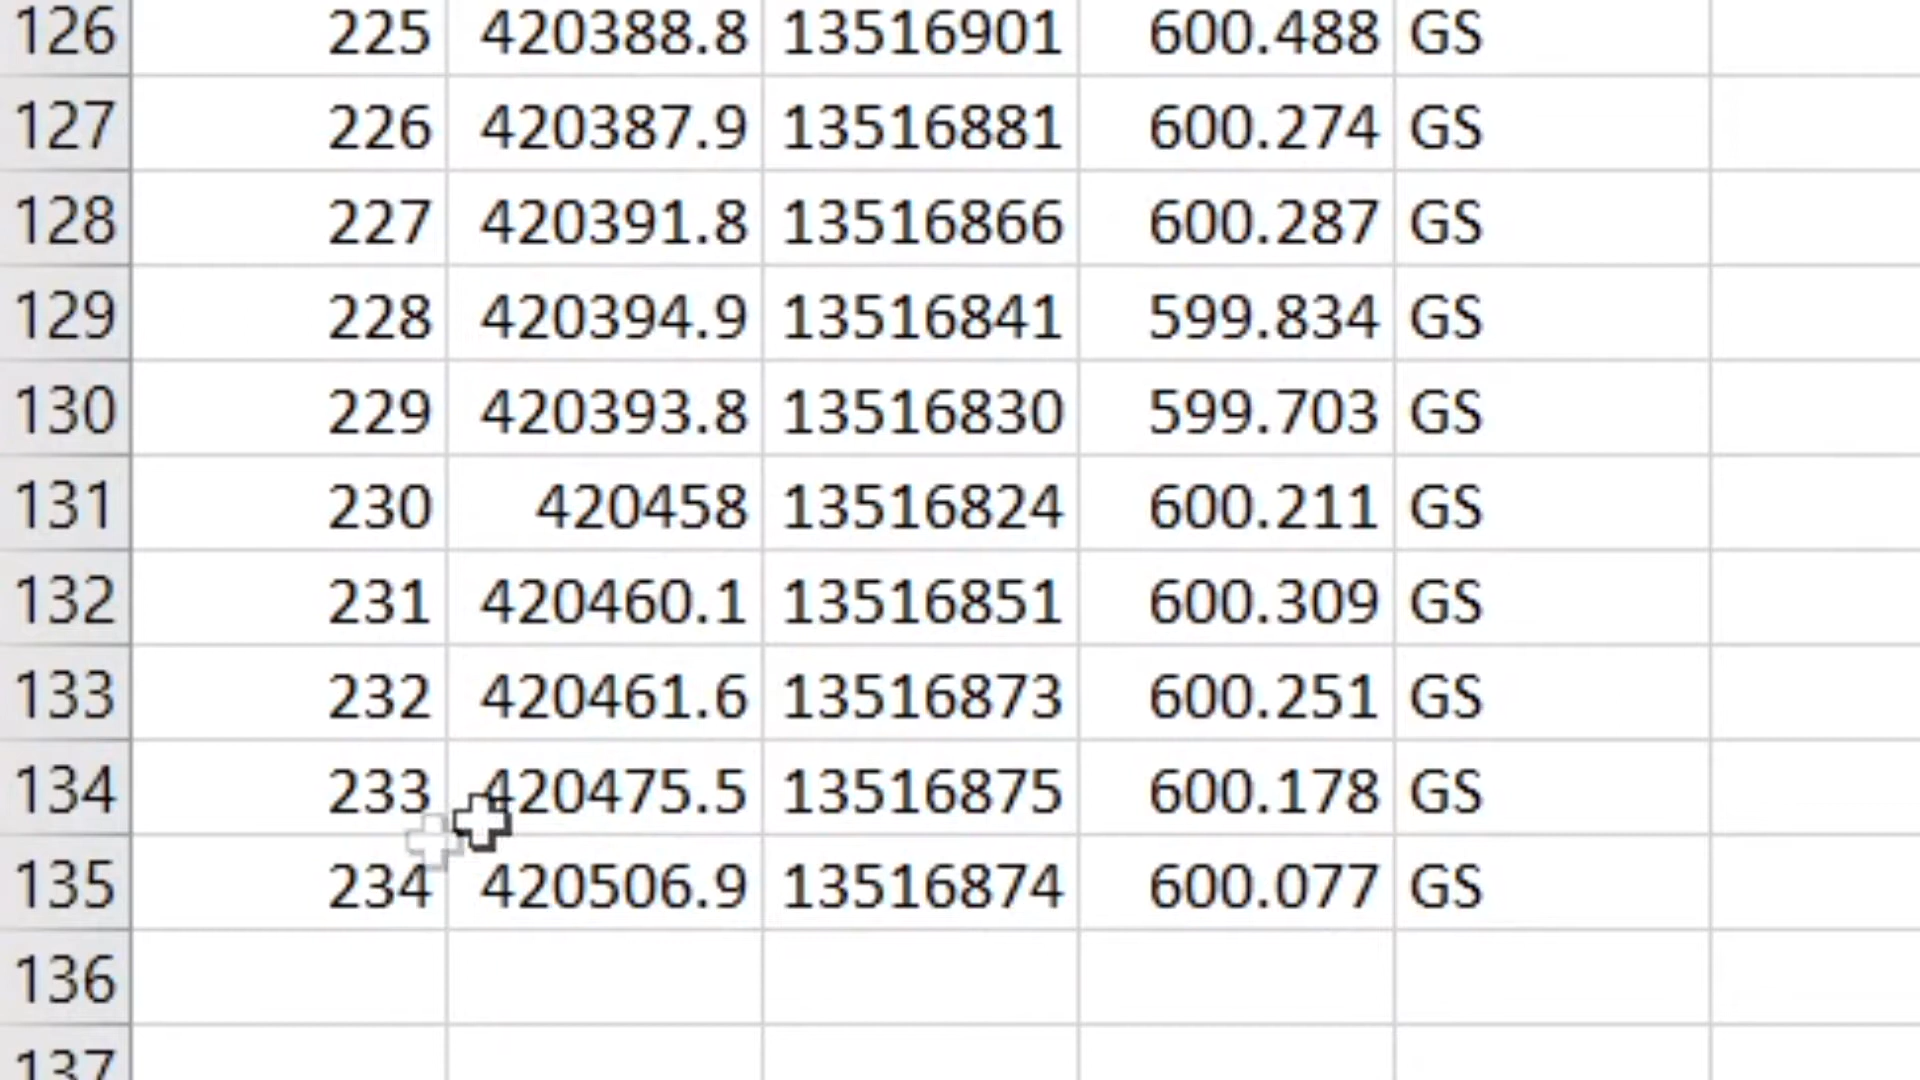 126 225 420388.8 13516901 600.488 GS
127 226 420387.9 13516881 600.274 GS
128 227 420391.8 13516866 600.287 GS
129 228 420394.9 13516841 599.834 GS
130 229 420393.8 13516830 599.703 GS
131 230 420458 13516824 600.211 GS
132 231 420460.1 13516851 600.309 GS
133 232 420461.6 13516873 600.251 GS
134 233 420475.5 13516875 600.178 GS
135 234 420506.9 13516874 600.077 GS
136
137